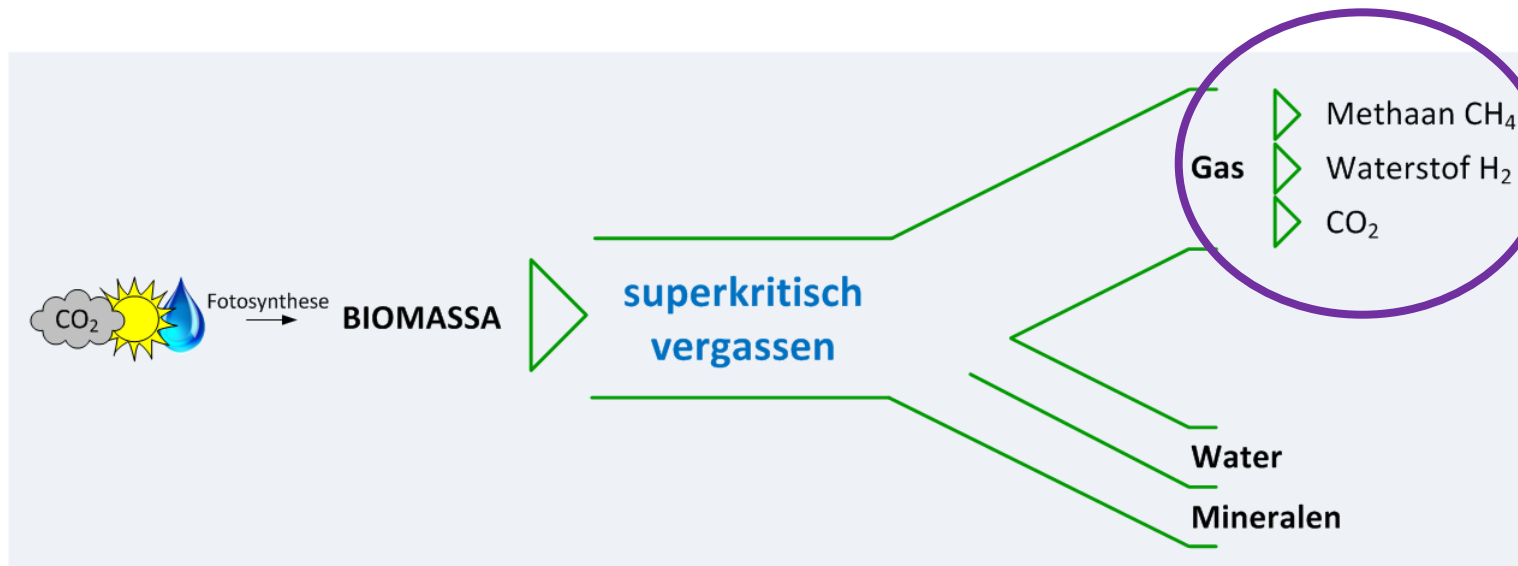 CO₂
Fotosynthese
BIOMASSA
superkritisch
vergassen
Gas
Methaan CH₄
Waterstof H₂
CO₂
Water
Mineralen